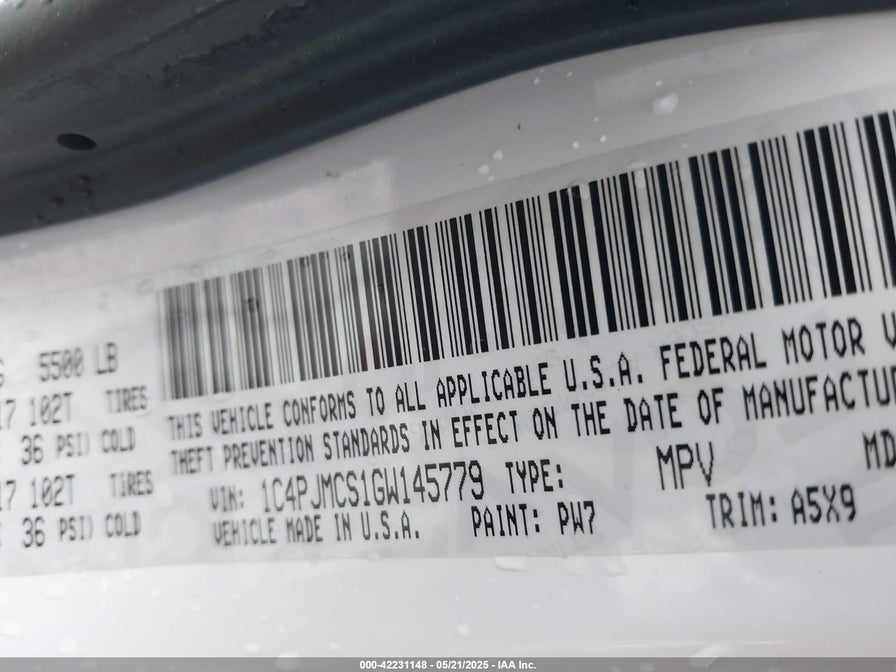 5500 LB
17 102T TIRES
36 PSI) COLD
17 102T TIRES
36 PSI) COLD
THIS VEHICLE CONFORMS TO ALL APPLICABLE U.S.A. FEDERAL MOTOR V
THEFT PREVENTION STANDARDS IN EFFECT ON THE DATE OF MANUFACTU
VIN: 1C4PJMCS1GW145779 TYPE: MPV MD
VEHICLE MADE IN U.S.A. PAINT: PW7 TRIM: A5X9
000-42231148 - 05/21/2025 - IAA Inc.